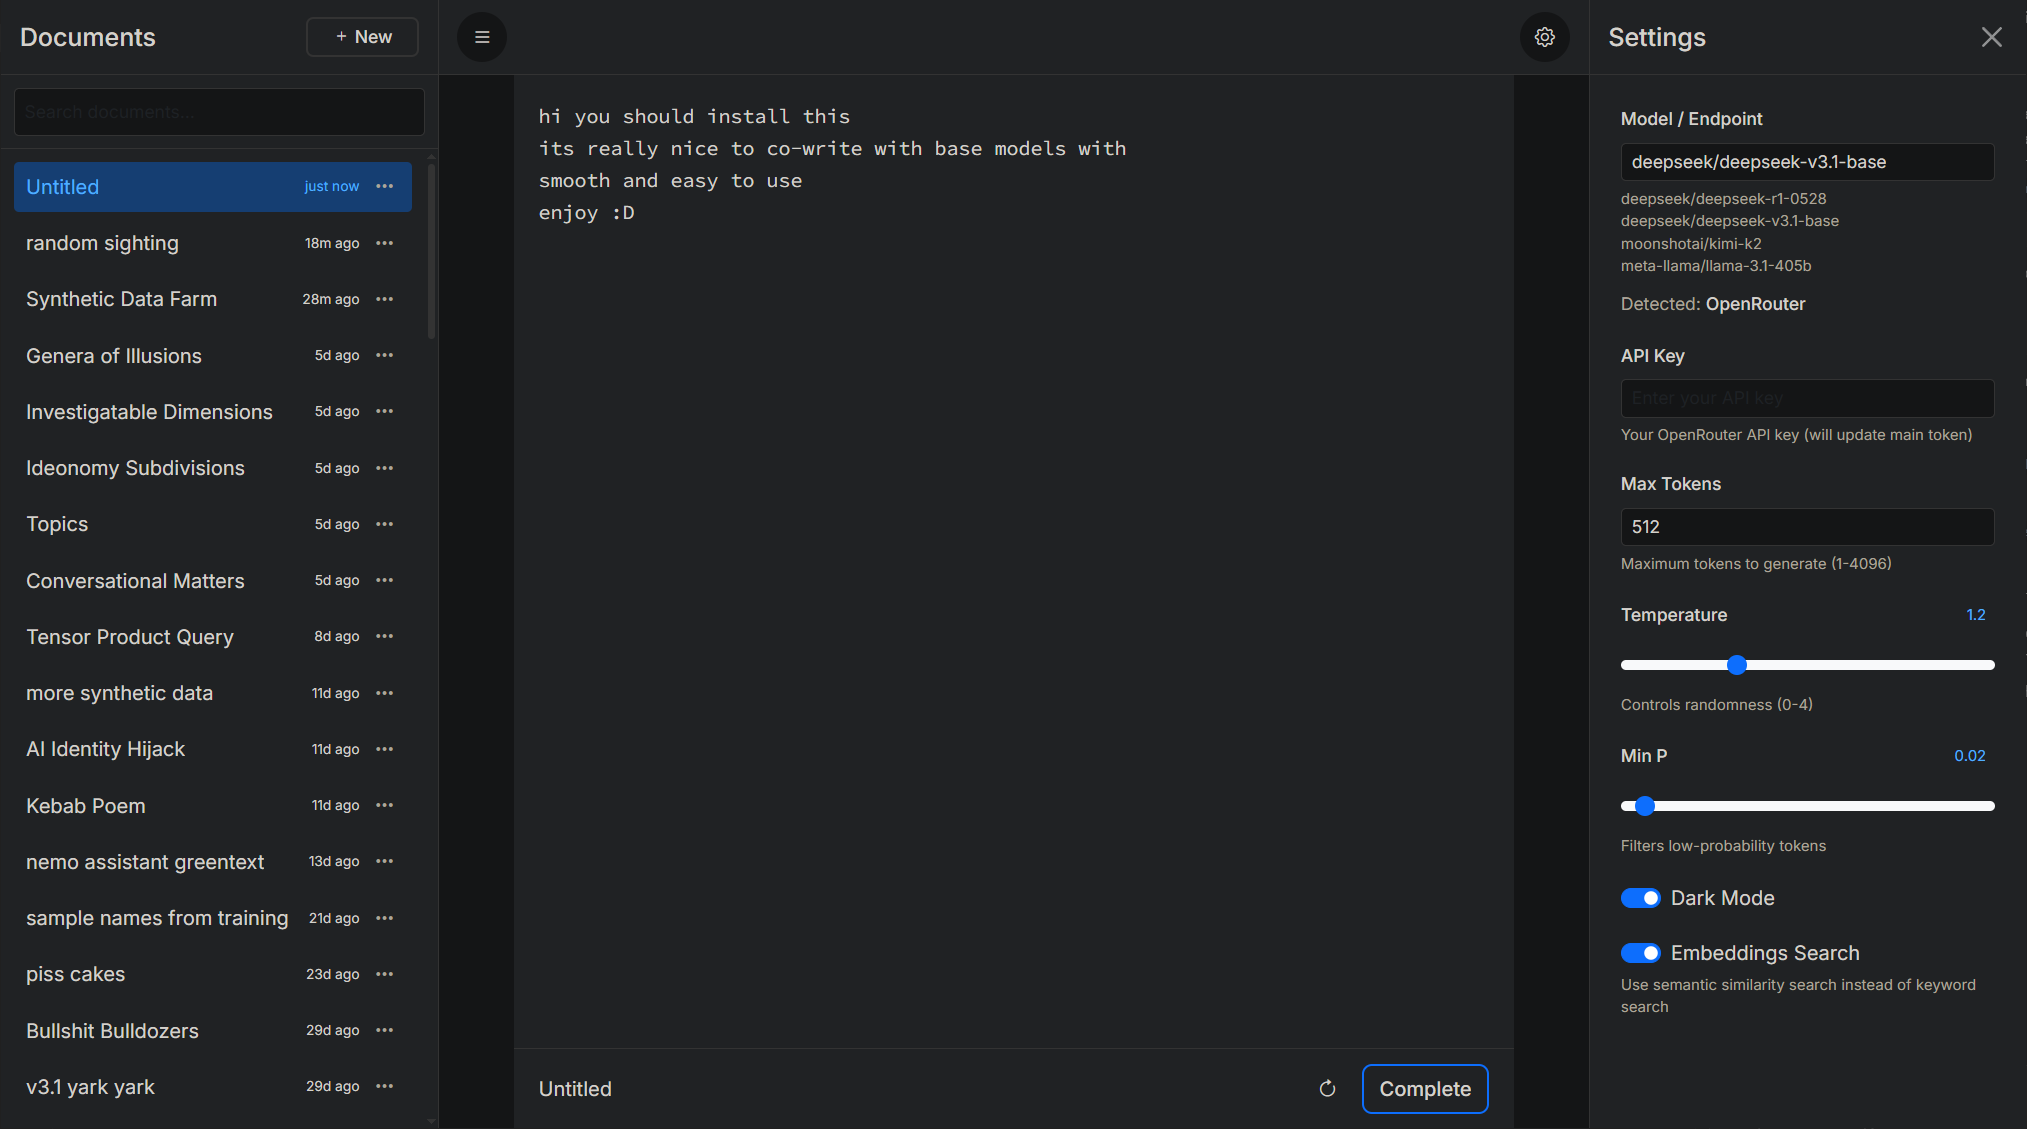 Documents
+ New
Search documents...
Untitled
just now
random sighting
18m ago
Synthetic Data Farm
28m ago
Genera of Illusions
5d ago
Investigatable Dimensions
5d ago
Ideonomy Subdivisions
5d ago
Topics
5d ago
Conversational Matters
5d ago
Tensor Product Query
8d ago
more synthetic data
11d ago
AI Identity Hijack
11d ago
Kebab Poem
11d ago
nemo assistant greentext
13d ago
sample names from training
21d ago
piss cakes
23d ago
Bullshit Bulldozers
29d ago
v3.1 yark yark
29d ago
hi you should install this
its really nice to co-write with base models with
smooth and easy to use
enjoy :D
Untitled
Complete
Settings
Model / Endpoint
deepseek/deepseek-v3.1-base
deepseek/deepseek-r1-0528
deepseek/deepseek-v3.1-base
moonshotai/kimi-k2
meta-llama/llama-3.1-405b
Detected: OpenRouter
API Key
Enter your API key
Your OpenRouter API key (will update main token)
Max Tokens
512
Maximum tokens to generate (1-4096)
Temperature
1.2
Controls randomness (0-4)
Min P
0.02
Filters low-probability tokens
Dark Mode
Embeddings Search
Use semantic similarity search instead of keyword
search